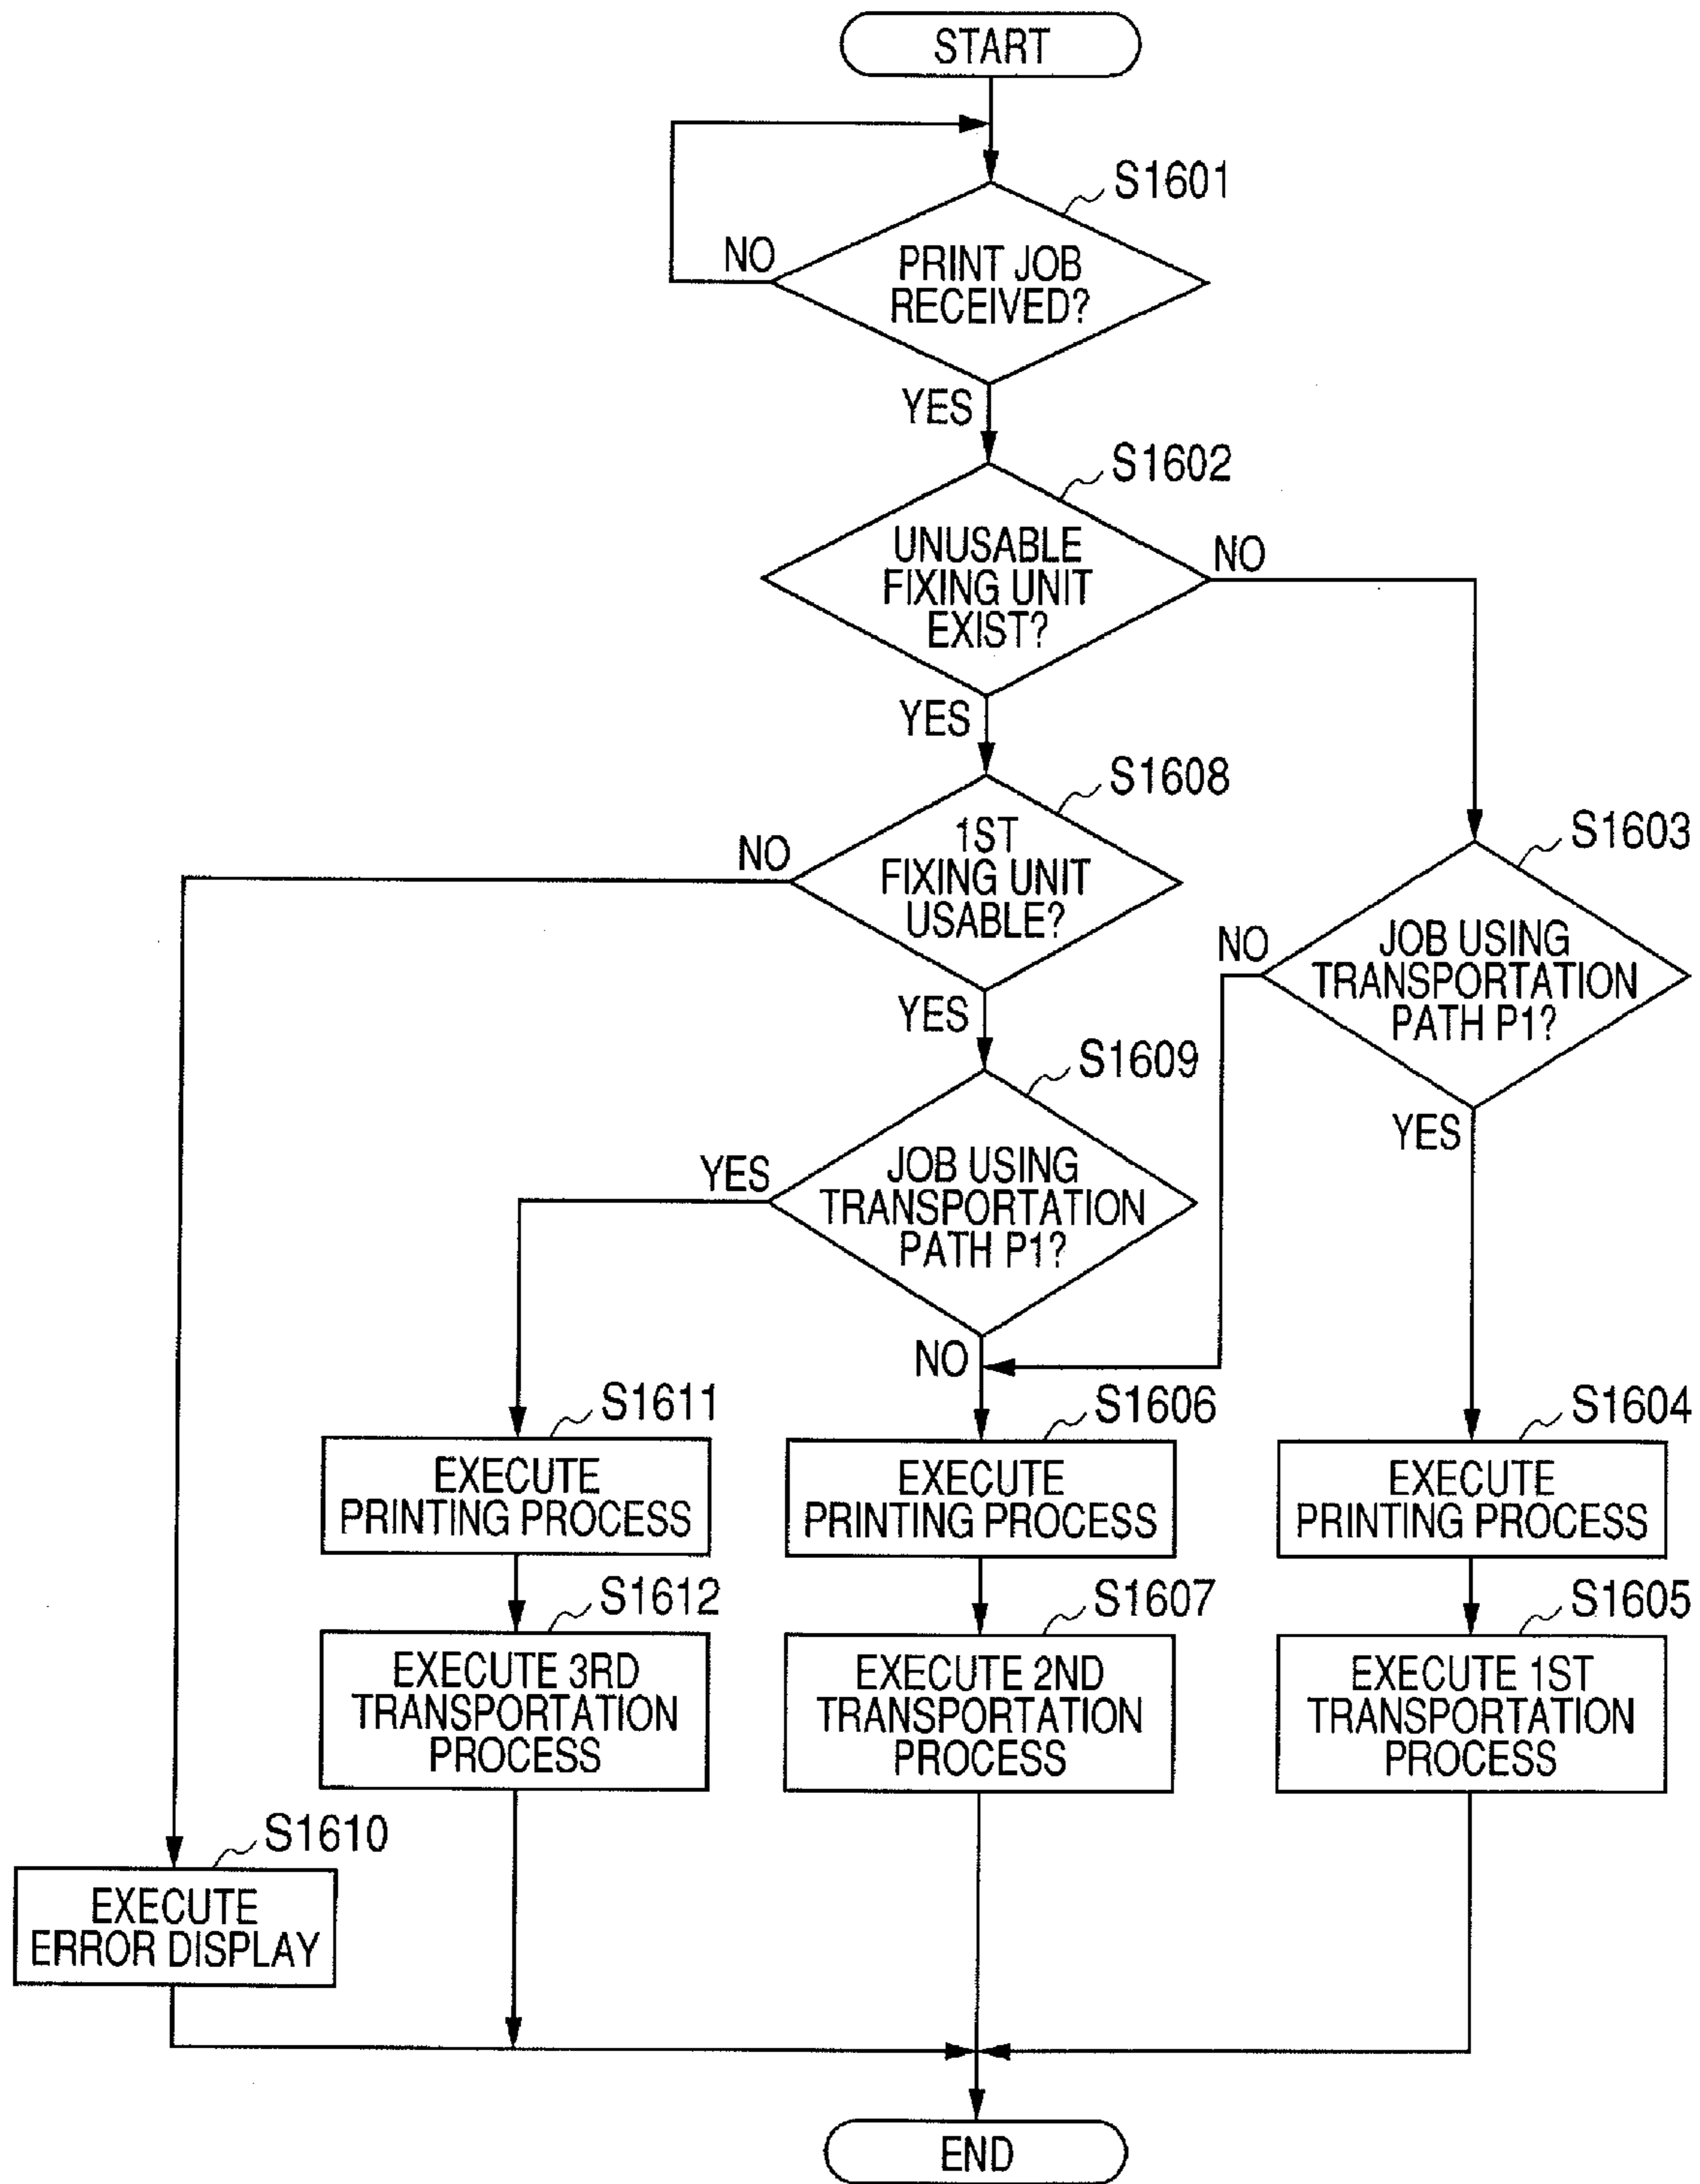 START
S1601
NO
PRINT JOB
RECEIVED?
YES
S1602
UNUSABLE
FIXING UNIT
EXIST?
NO
YES
S1608
1ST
FIXING UNIT
USABLE?
NO
S1603
JOB USING
TRANSPORTATION
PATH P1?
NO
YES
YES
S1609
JOB USING
TRANSPORTATION
PATH P1?
YES
NO
S1611
EXECUTE
PRINTING PROCESS
S1606
EXECUTE
PRINTING PROCESS
S1604
EXECUTE
PRINTING PROCESS
S1612
EXECUTE 3RD
TRANSPORTATION
PROCESS
S1607
EXECUTE 2ND
TRANSPORTATION
PROCESS
S1605
EXECUTE 1ST
TRANSPORTATION
PROCESS
S1610
EXECUTE
ERROR DISPLAY
END